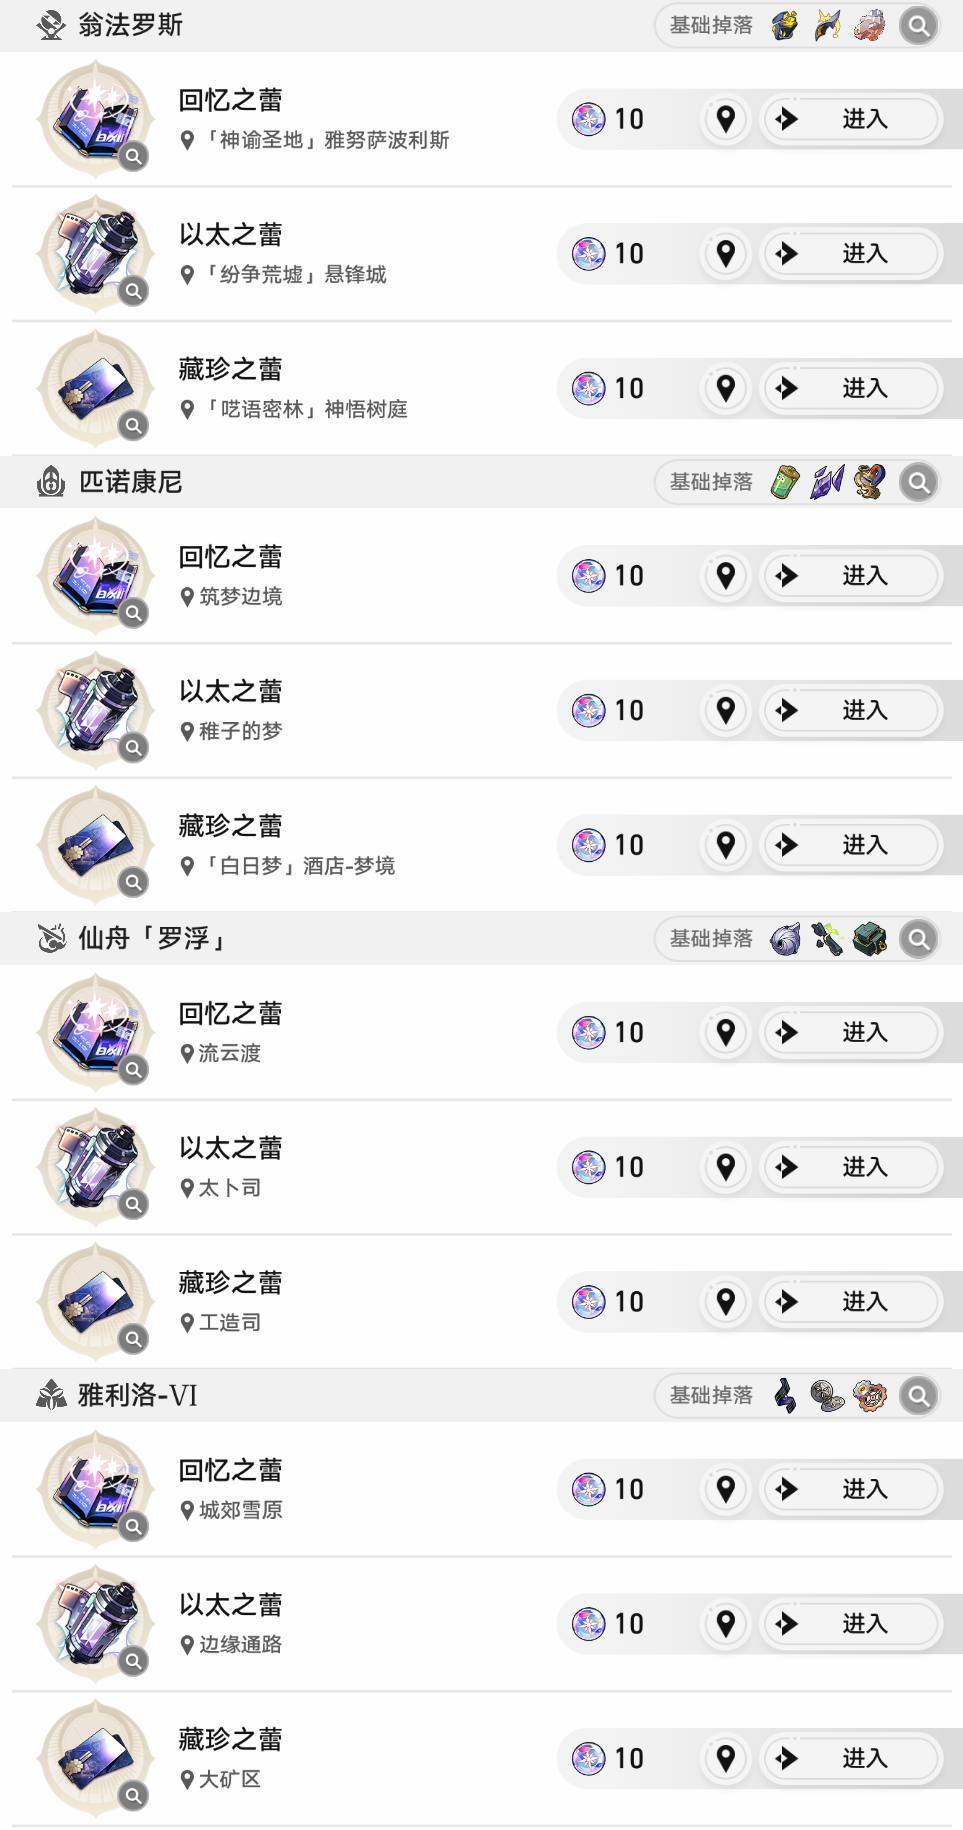 翁法罗斯
基础掉落
回忆之蕾
10
进入
「神谕圣地」雅努萨波利斯
以太之蕾
10
进入
「纷争荒墟」悬锋城
藏珍之蕾
10
进入
「呓语密林」神悟树庭
匹诺康尼
基础掉落
回忆之蕾
10
进入
筑梦边境
以太之蕾
10
进入
稚子的梦
藏珍之蕾
10
进入
「白日梦」酒店-梦境
仙舟「罗浮」
基础掉落
回忆之蕾
10
进入
流云渡
以太之蕾
10
进入
太卜司
藏珍之蕾
10
进入
工造司
雅利洛-VI
基础掉落
回忆之蕾
10
进入
城郊雪原
以太之蕾
10
进入
边缘通路
藏珍之蕾
10
进入
大矿区